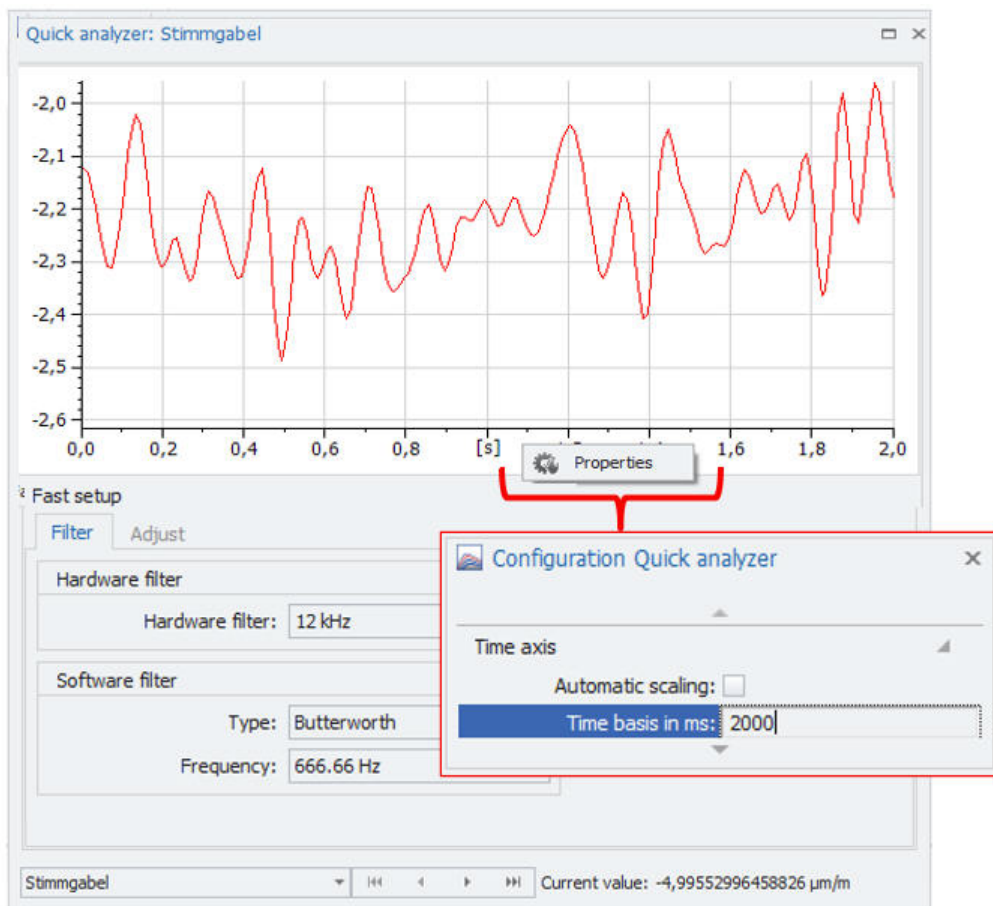 Quick analyzer: Stimmgabel
-2,0
-2,1
-2,2
-2,3
-2,4
-2,5
-2,6
0,0 0,2 0,4 0,6 0,8 [s] 1,6 1,8 2,0
Properties
Fast setup
Filter Adjust
Hardware filter
Hardware filter: 12 kHz
Software filter
Type: Butterworth
Frequency: 666.66 Hz
Configuration Quick analyzer
Time axis
Automatic scaling:
Time basis in ms: 2000
Stimmgabel Current value: -4,99552996458826 µm/m